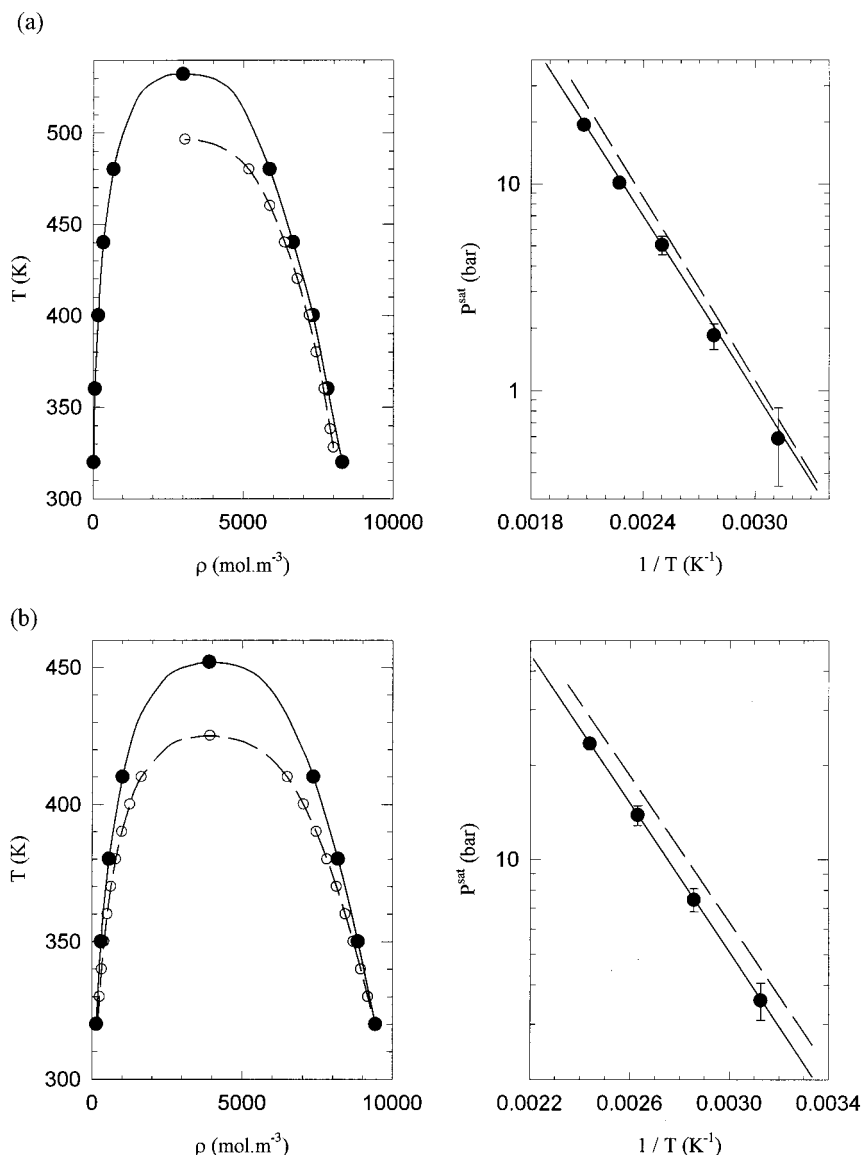 (a)
500
450
400
350
300
T (K)
0
5000
10000
ρ (mol.m⁻³)
10
1
Pˢᵃᵗ (bar)
0.0018
0.0024
0.0030
1 / T (K⁻¹)
(b)
450
400
350
300
T (K)
0
5000
10000
ρ (mol.m⁻³)
10
Pˢᵃᵗ (bar)
0.0022
0.0026
0.0030
0.0034
1 / T (K⁻¹)